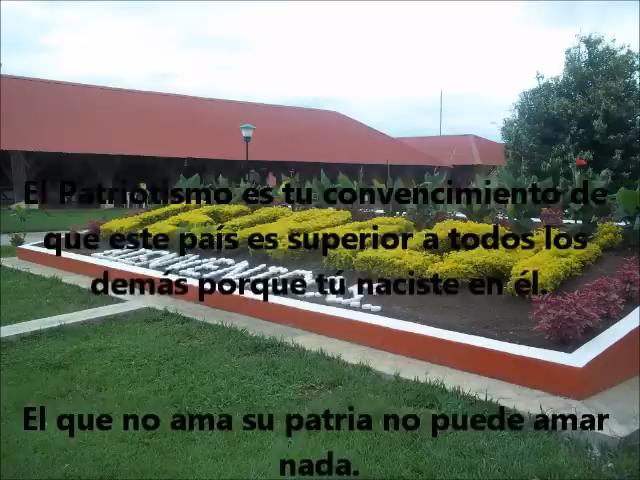 El Patriotismo es tu convencimiento de
que este país es superior a todos los
demás porque tú naciste en él.
El que no ama su patria no puede amar
nada.